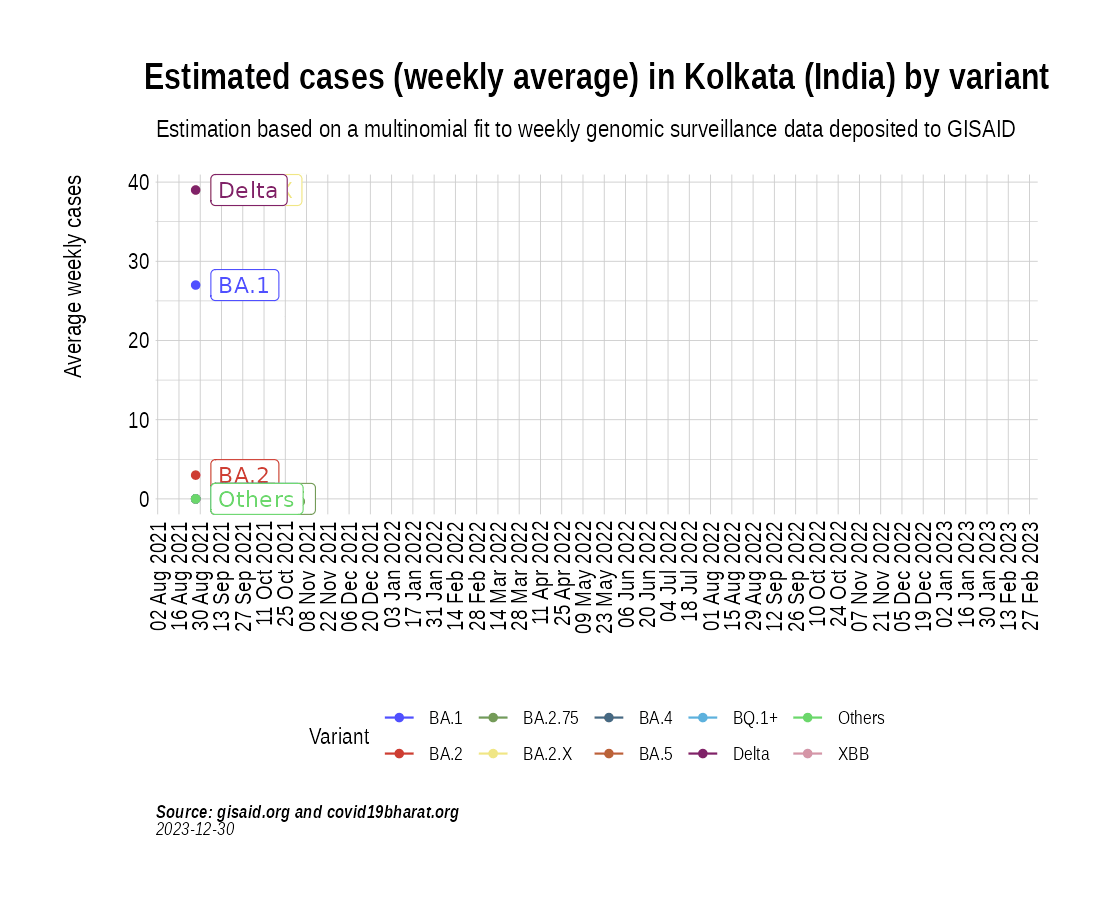 Estimated cases (weekly average) in Kolkata (India) by variant
Estimation based on a multinomial fit to weekly genomic surveillance data deposited to GISAID
Average weekly cases
40
30
20
10
0
Delta
BA.1
BA.2
Others
02 Aug 2021
16 Aug 2021
30 Aug 2021
13 Sep 2021
27 Sep 2021
11 Oct 2021
25 Oct 2021
08 Nov 2021
22 Nov 2021
06 Dec 2021
20 Dec 2021
03 Jan 2022
17 Jan 2022
31 Jan 2022
14 Feb 2022
28 Feb 2022
14 Mar 2022
28 Mar 2022
11 Apr 2022
25 Apr 2022
09 May 2022
23 May 2022
06 Jun 2022
20 Jun 2022
04 Jul 2022
18 Jul 2022
01 Aug 2022
15 Aug 2022
29 Aug 2022
12 Sep 2022
26 Sep 2022
10 Oct 2022
24 Oct 2022
07 Nov 2022
21 Nov 2022
05 Dec 2022
19 Dec 2022
02 Jan 2023
16 Jan 2023
30 Jan 2023
13 Feb 2023
27 Feb 2023
Variant
BA.1 BA.2.75 BA.4 BQ.1+ Others
BA.2 BA.2.X BA.5 Delta XBB
Source: gisaid.org and covid19bharat.org
2023-12-30